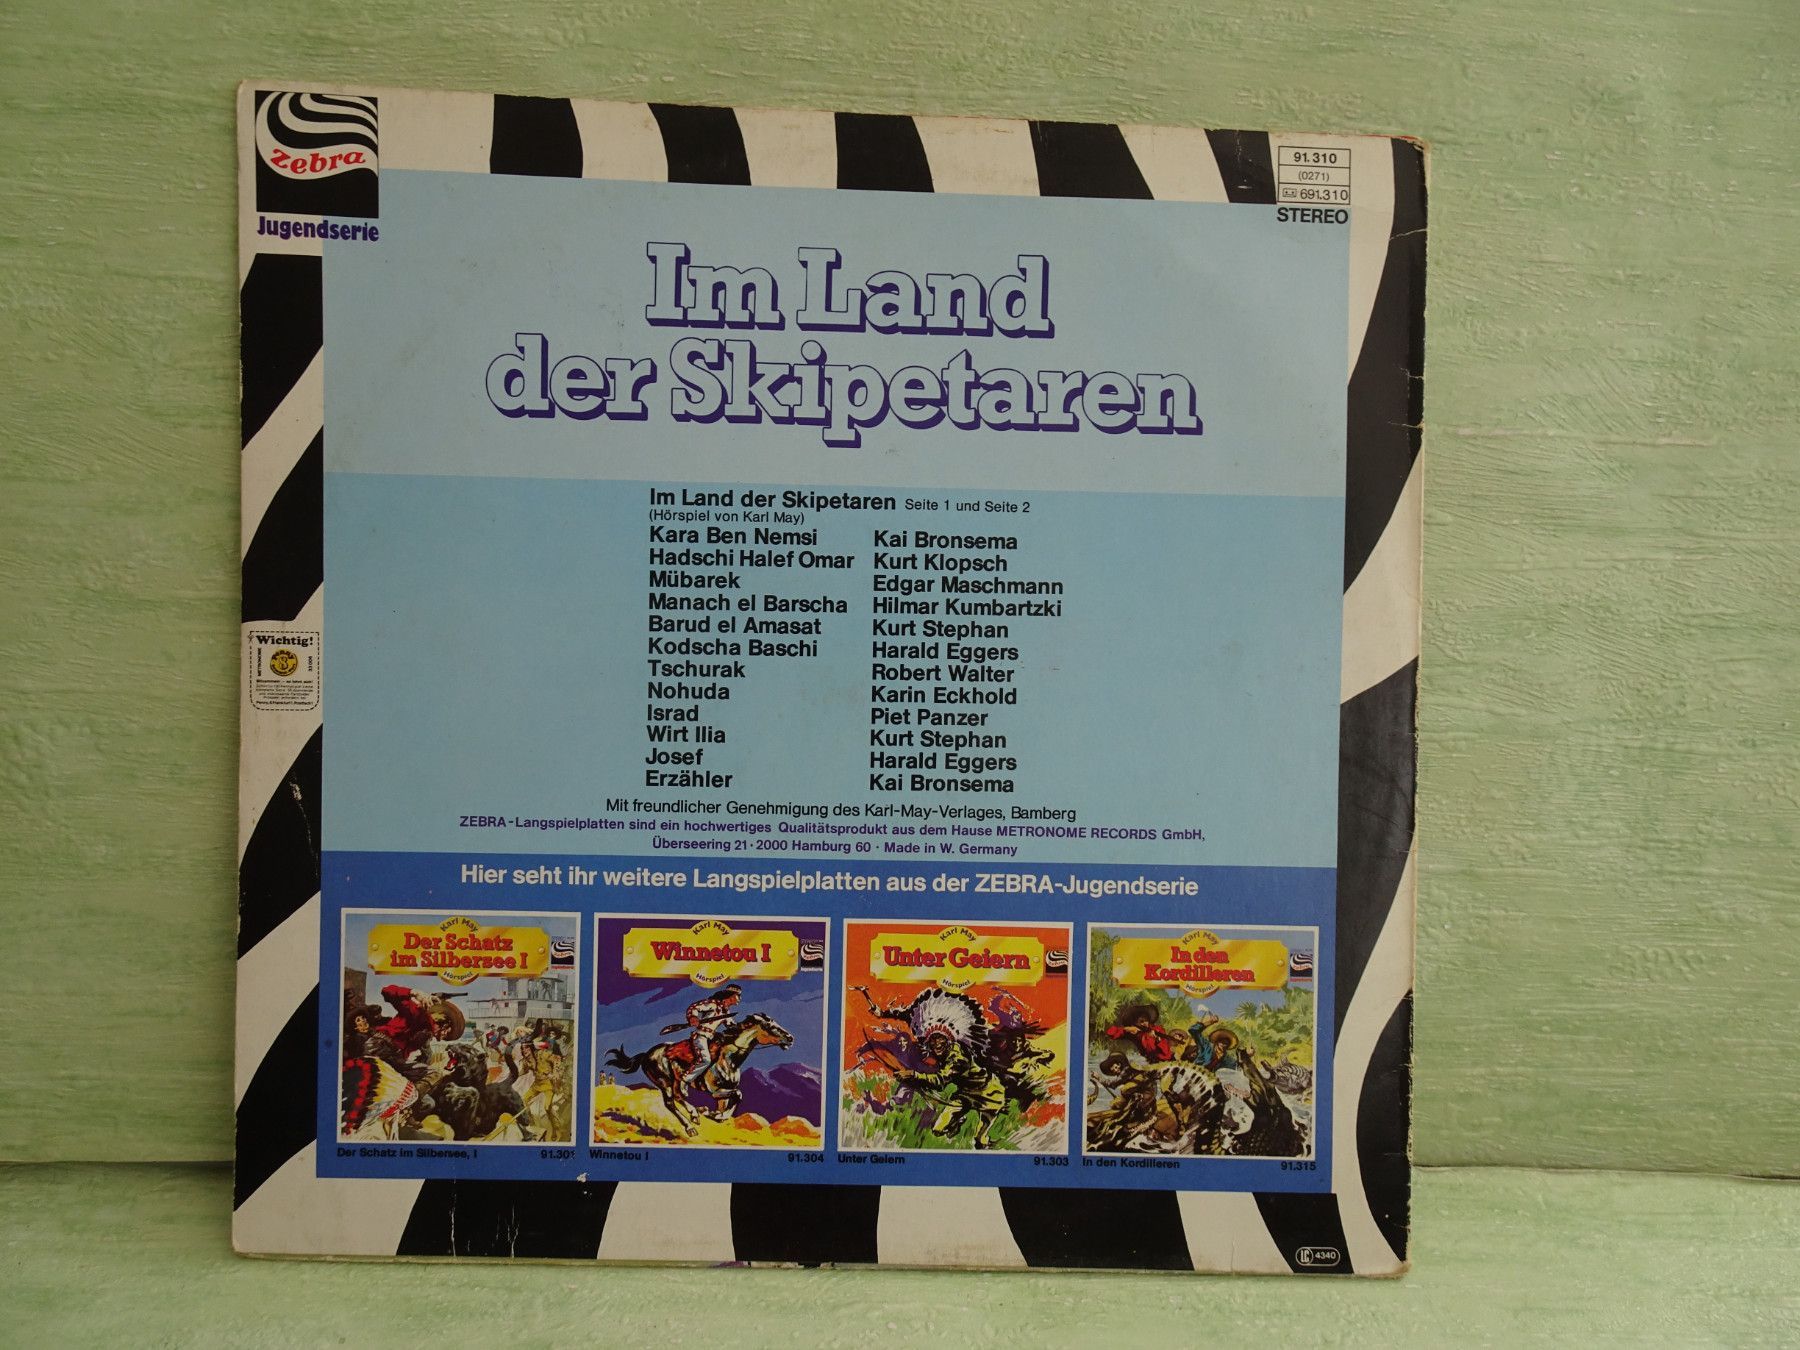 Zebra
Jugendserie
91.310
(0271)
691.310
STEREO
Im Land
der Skipetaren
Im Land der Skipetaren Seite 1 und Seite 2
(Hörspiel von Karl May)
Kara Ben Nemsi Kai Bronsema
Hadschi Halef Omar Kurt Klopsch
Mübarek Edgar Maschmann
Manach el Barscha Hilmar Kumbartzki
Barud el Amasat Kurt Stephan
Kodscha Baschi Harald Eggers
Tschurak Robert Walter
Nohuda Karin Eckhold
Israd Piet Panzer
Wirt Ilia Kurt Stephan
Josef Harald Eggers
Erzähler Kai Bronsema
Mit freundlicher Genehmigung des Karl-May-Verlages, Bamberg
ZEBRA-Langspielplatten sind ein hochwertiges Qualitätsprodukt aus dem Hause METRONOME RECORDS GmbH,
Überseering 21 · 2000 Hamburg 60 · Made in W. Germany
Wichtig!
METRONOME
Hier seht ihr weitere Langspielplatten aus der ZEBRA-Jugendserie
Karl May
Der Schatz
im Silbersee I
Hörspiel
Karl May
Winnetou I
Hörspiel
Jugendserie
Karl May
Unter Geiern
Hörspiel
Karl May
In den
Kordilleren
Hörspiel
Der Schatz im Silbersee, I 91.301
Winnetou I 91.304
Unter Geiern 91.303
In den Kordilleren 91.315
LC 4340